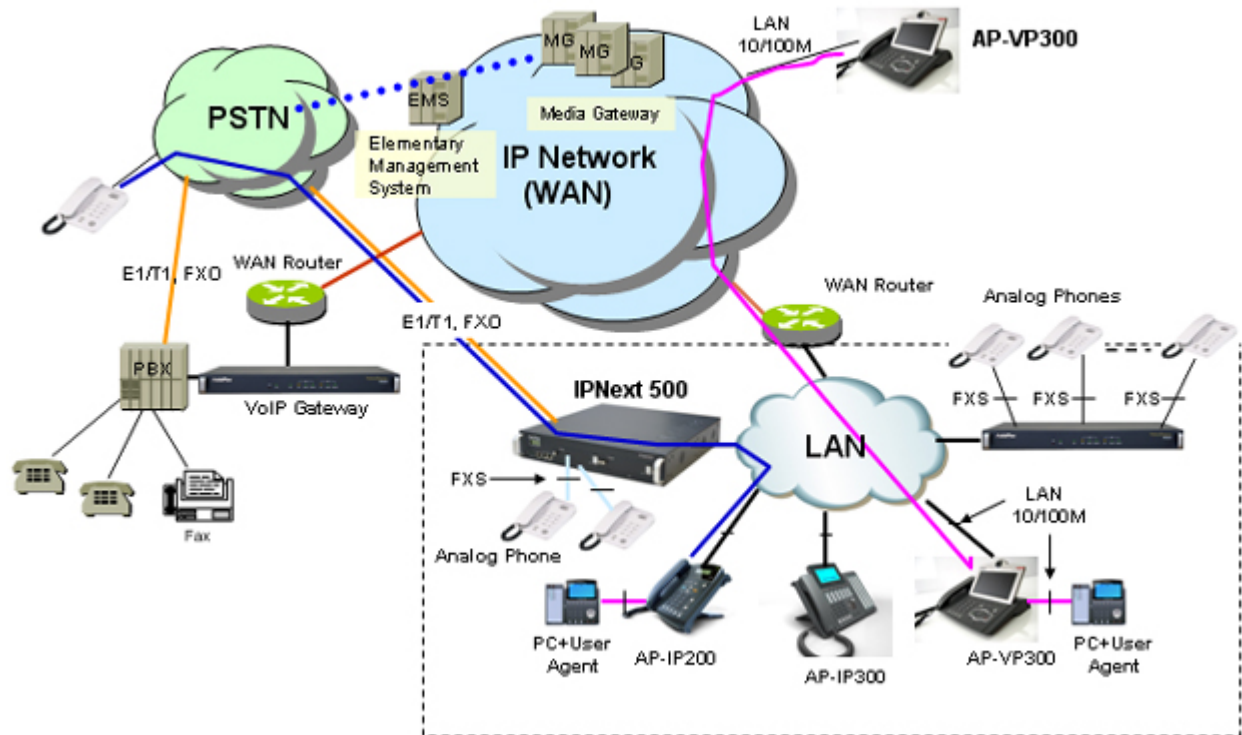 LAN
10/100M
AP-VP300
MG
MG
G
EMS
Media Gateway
PSTN
Elementary
Management
System
IP Network
(WAN)
E1/T1, FXO
WAN Router
WAN Router
Analog Phones
E1/T1, FXO
PBX
VoIP Gateway
IPNext 500
FXS
FXS
FXS
LAN
FXS
LAN
10/100M
Fax
Analog Phone
PC+User
Agent
AP-IP200
AP-IP300
AP-VP300
PC+User
Agent